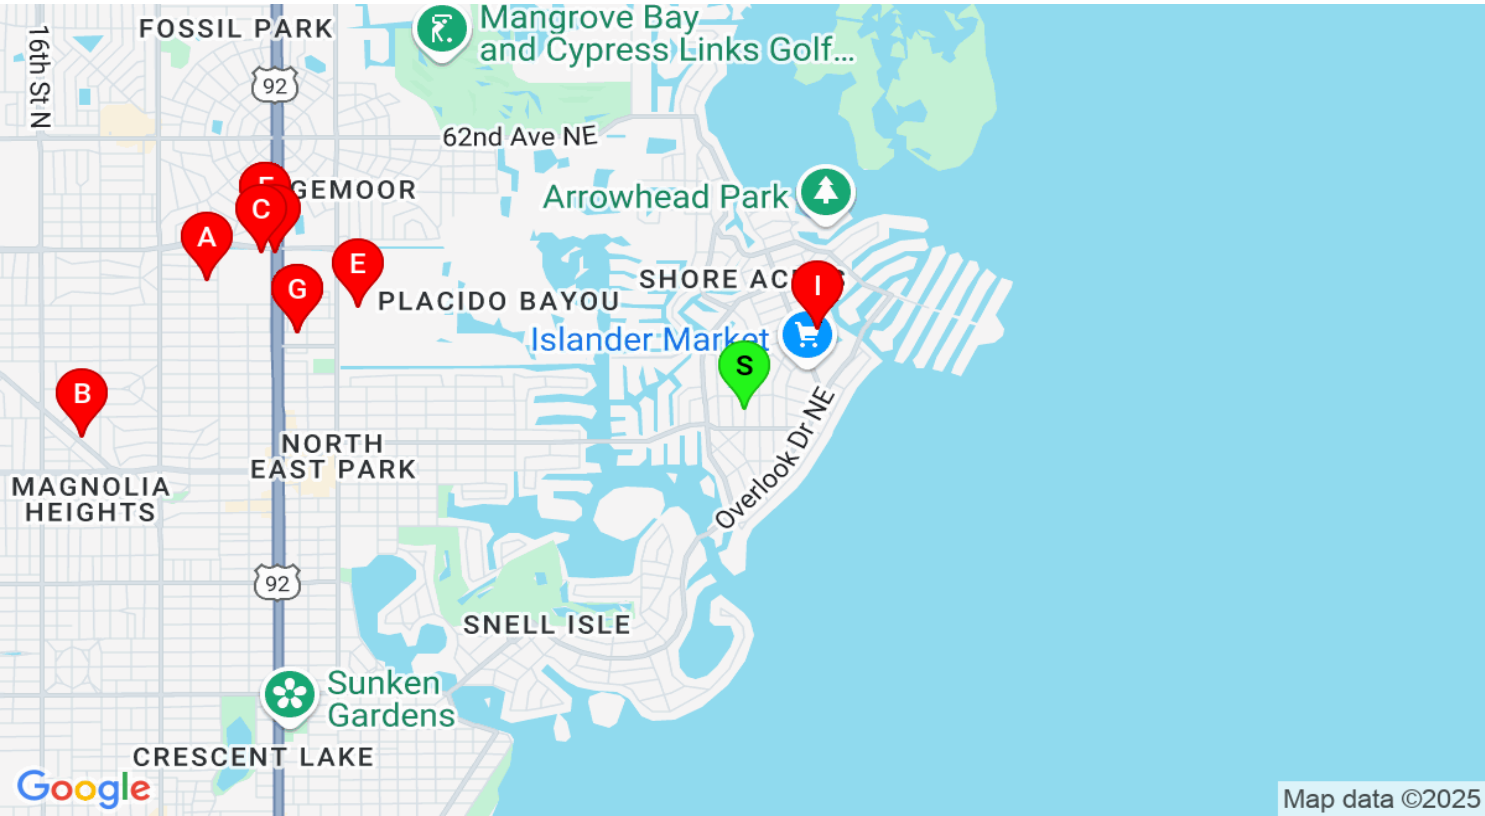 FOSSIL PARK
16th St N
92
Mangrove Bay
and Cypress Links Golf...
62nd Ave NE
GEMOOR
Arrowhead Park
C
A
E
G
PLACIDO BAYOU
SHORE AC
S
I
Islander Market
S
B
Overlook Dr NE
NORTH
EAST PARK
MAGNOLIA
HEIGHTS
92
SNELL ISLE
Sunken
Gardens
CRESCENT LAKE
Google
Map data ©2025